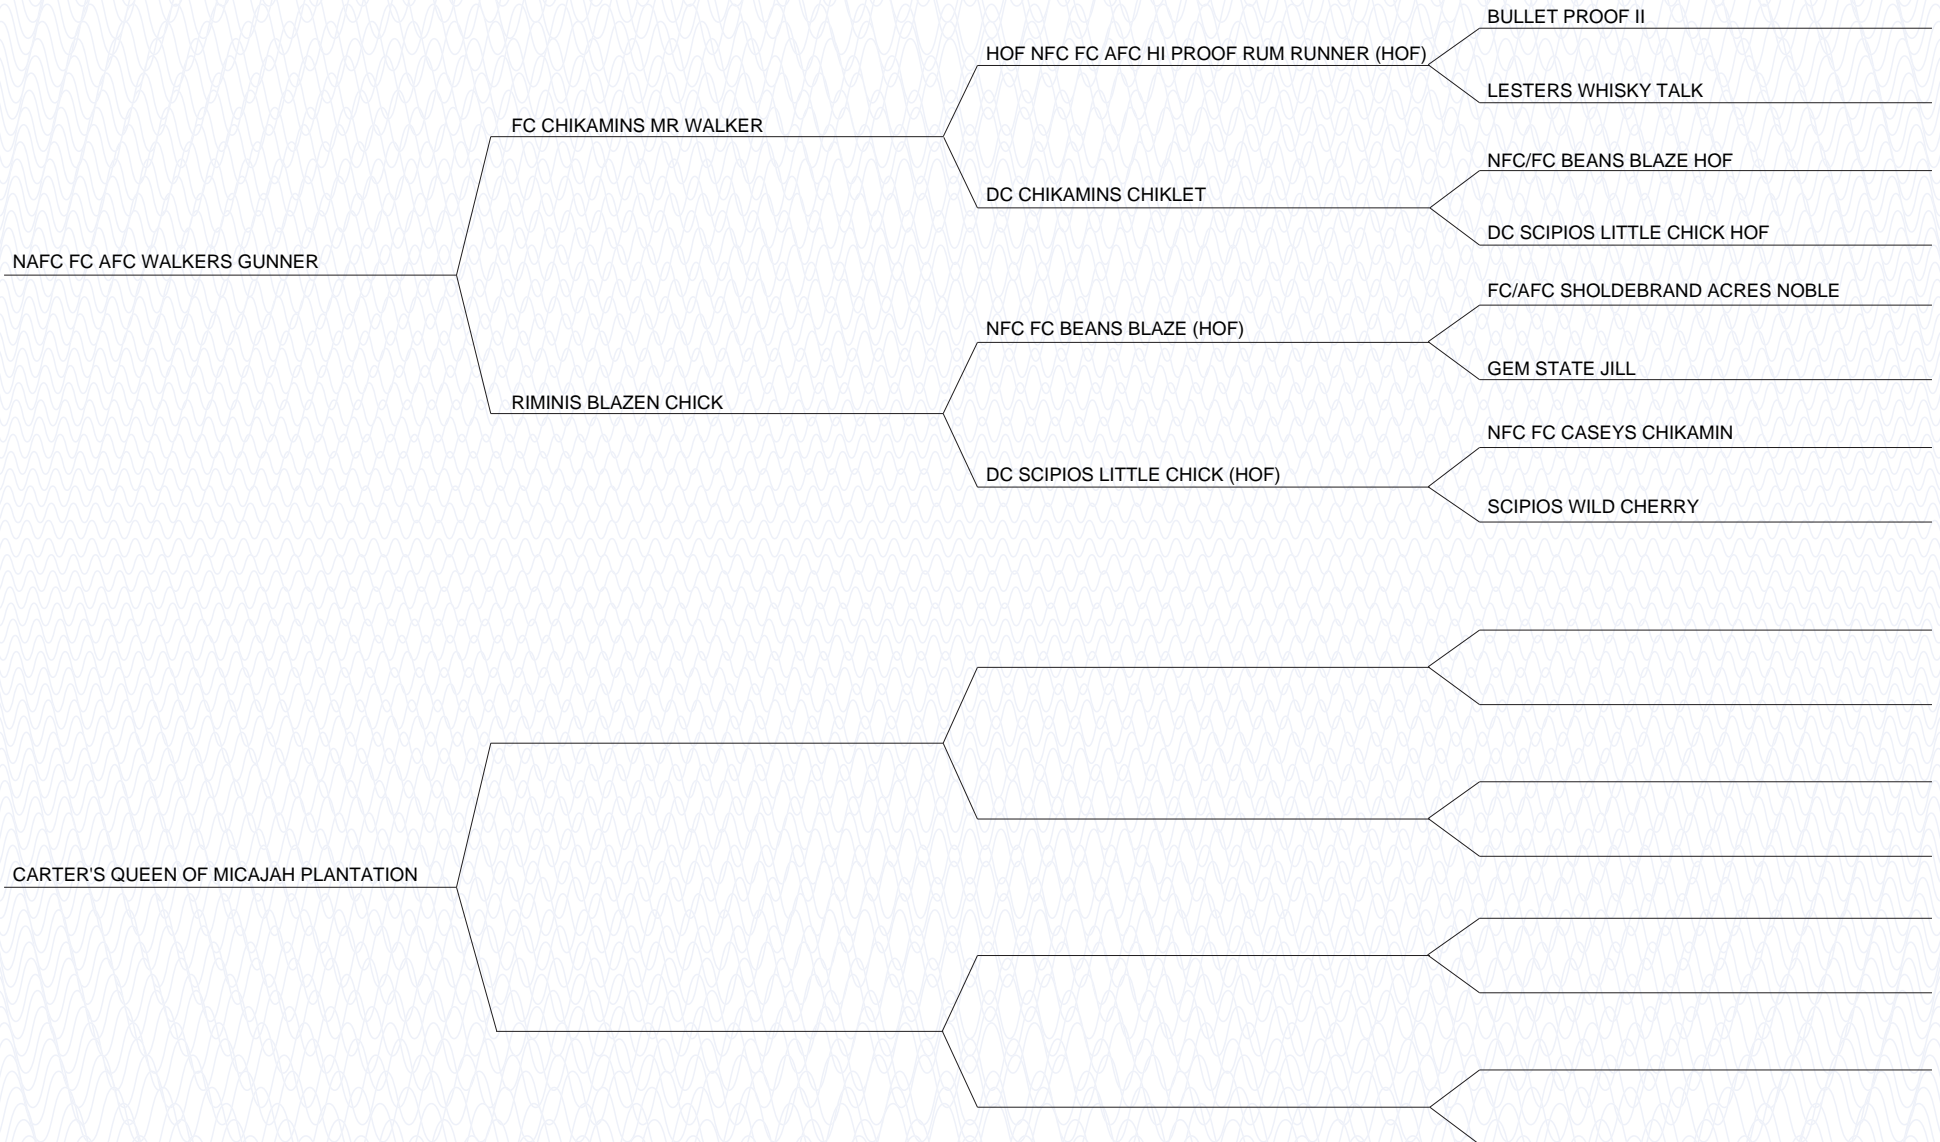 BULLET PROOF II
HOF NFC FC AFC HI PROOF RUM RUNNER (HOF)
LESTERS WHISKY TALK
FC CHIKAMINS MR WALKER
NFC/FC BEANS BLAZE HOF
DC CHIKAMINS CHIKLET
DC SCIPIOS LITTLE CHICK HOF
NAFC FC AFC WALKERS GUNNER
FC/AFC SHOLDEBRAND ACRES NOBLE
NFC FC BEANS BLAZE (HOF)
GEM STATE JILL
RIMINIS BLAZEN CHICK
NFC FC CASEYS CHIKAMIN
DC SCIPIOS LITTLE CHICK (HOF)
SCIPIOS WILD CHERRY
CARTER'S QUEEN OF MICAJAH PLANTATION